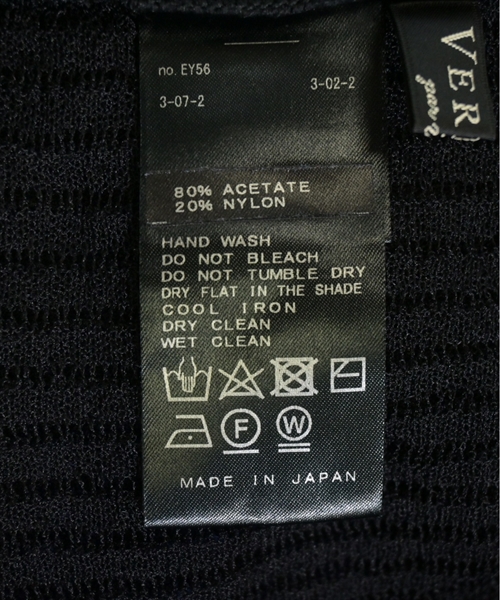 no. EY56
3-02-2
3-07-2
80% ACETATE
20% NYLON
HAND WASH
DO NOT BLEACH
DO NOT TUMBLE DRY
DRY FLAT IN THE SHADE
COOL IRON
DRY CLEAN
WET CLEAN
F W
MADE IN JAPAN
VER